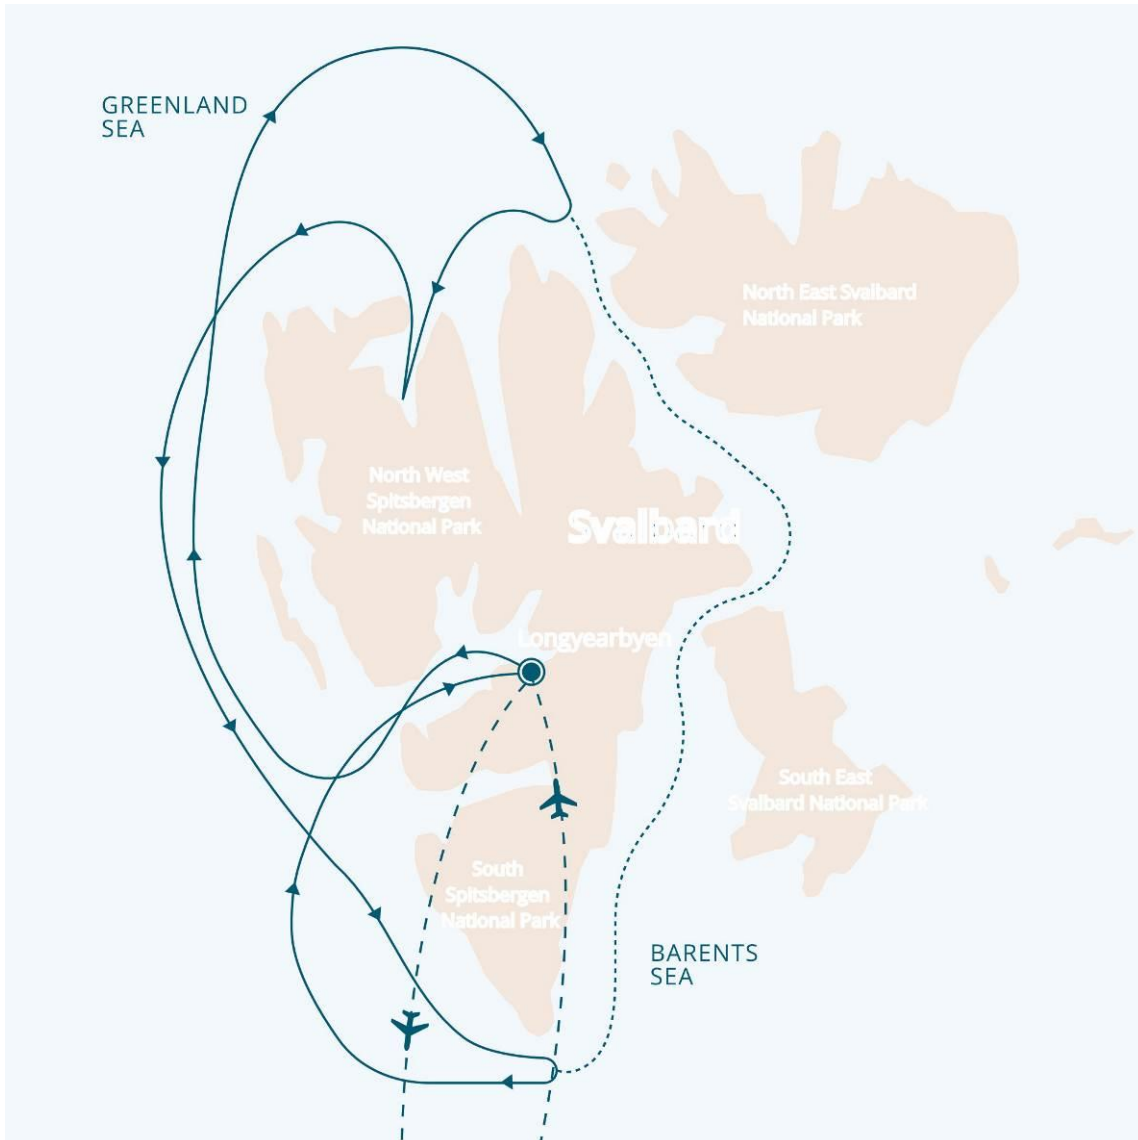 GREENLAND
SEA
North East Svalbard
National Park
North West
Spitsbergen
National Park
Svalbard
Longyearbyen
South East
Svalbard National Park
South
Spitsbergen
National Park
BARENTS
SEA